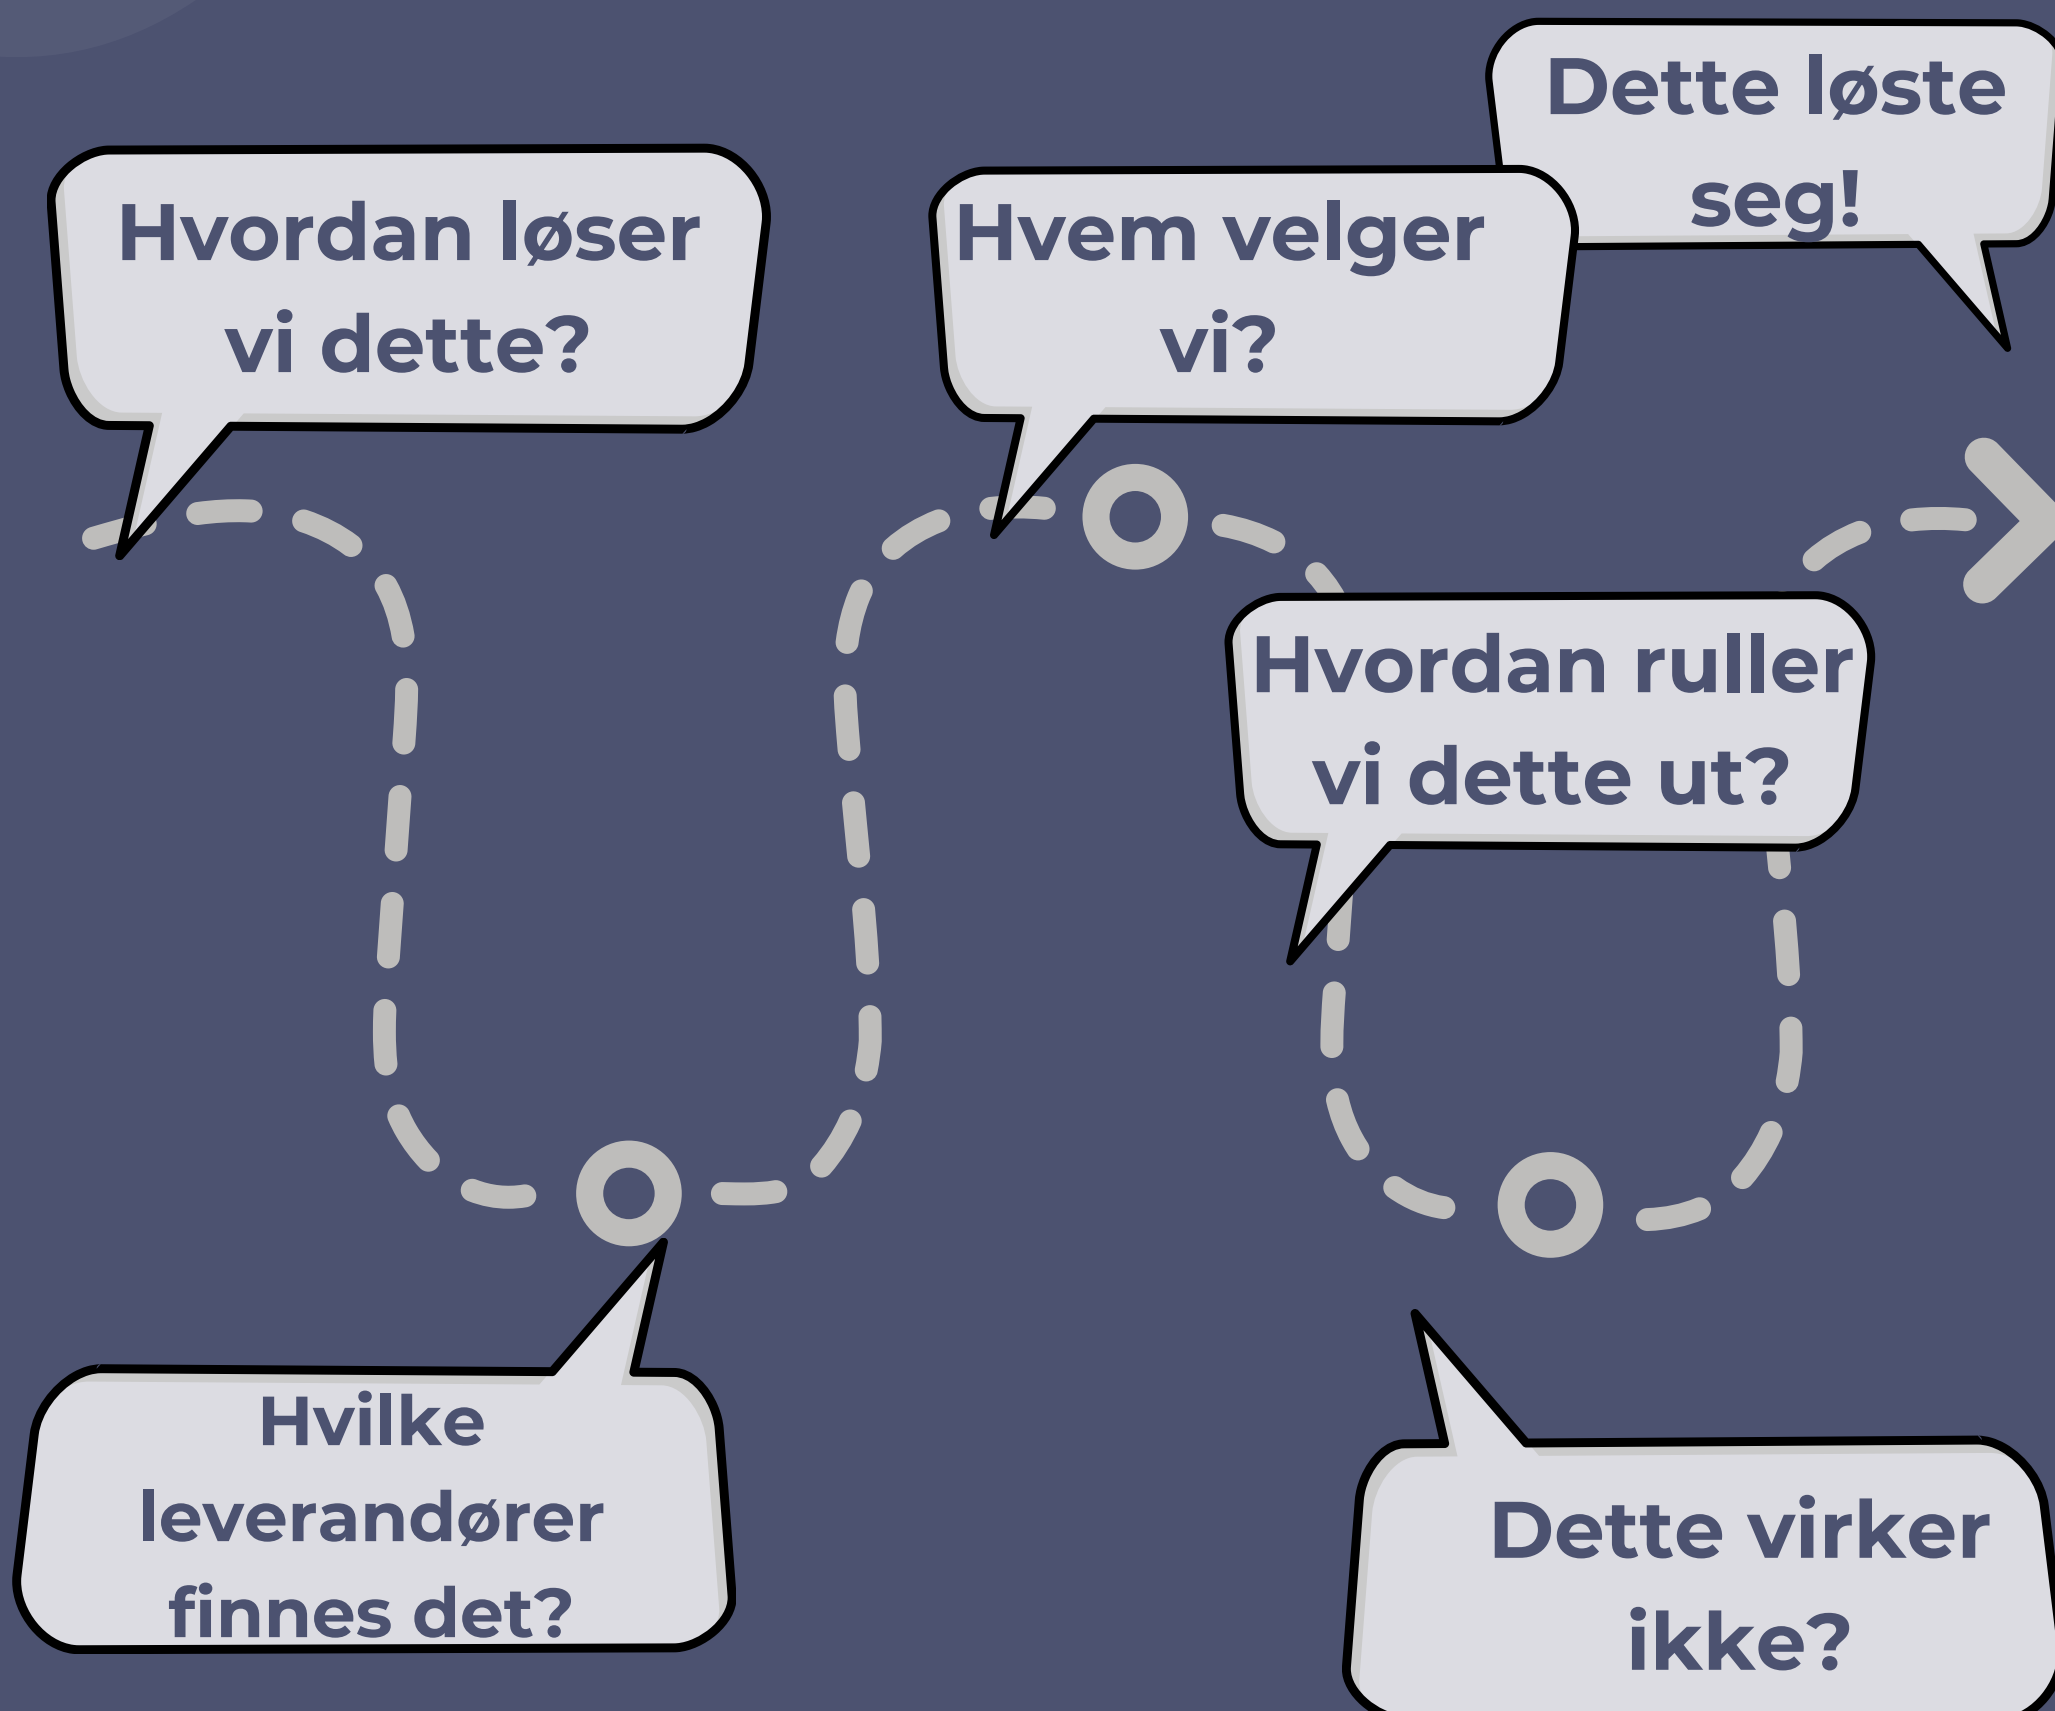 Hvordan løser
vi dette?
Hvilke
leverandører
finnes det?
Hvem velger
vi?
Hvordan ruller
vi dette ut?
Dette virker
ikke?
Dette løste
seg!